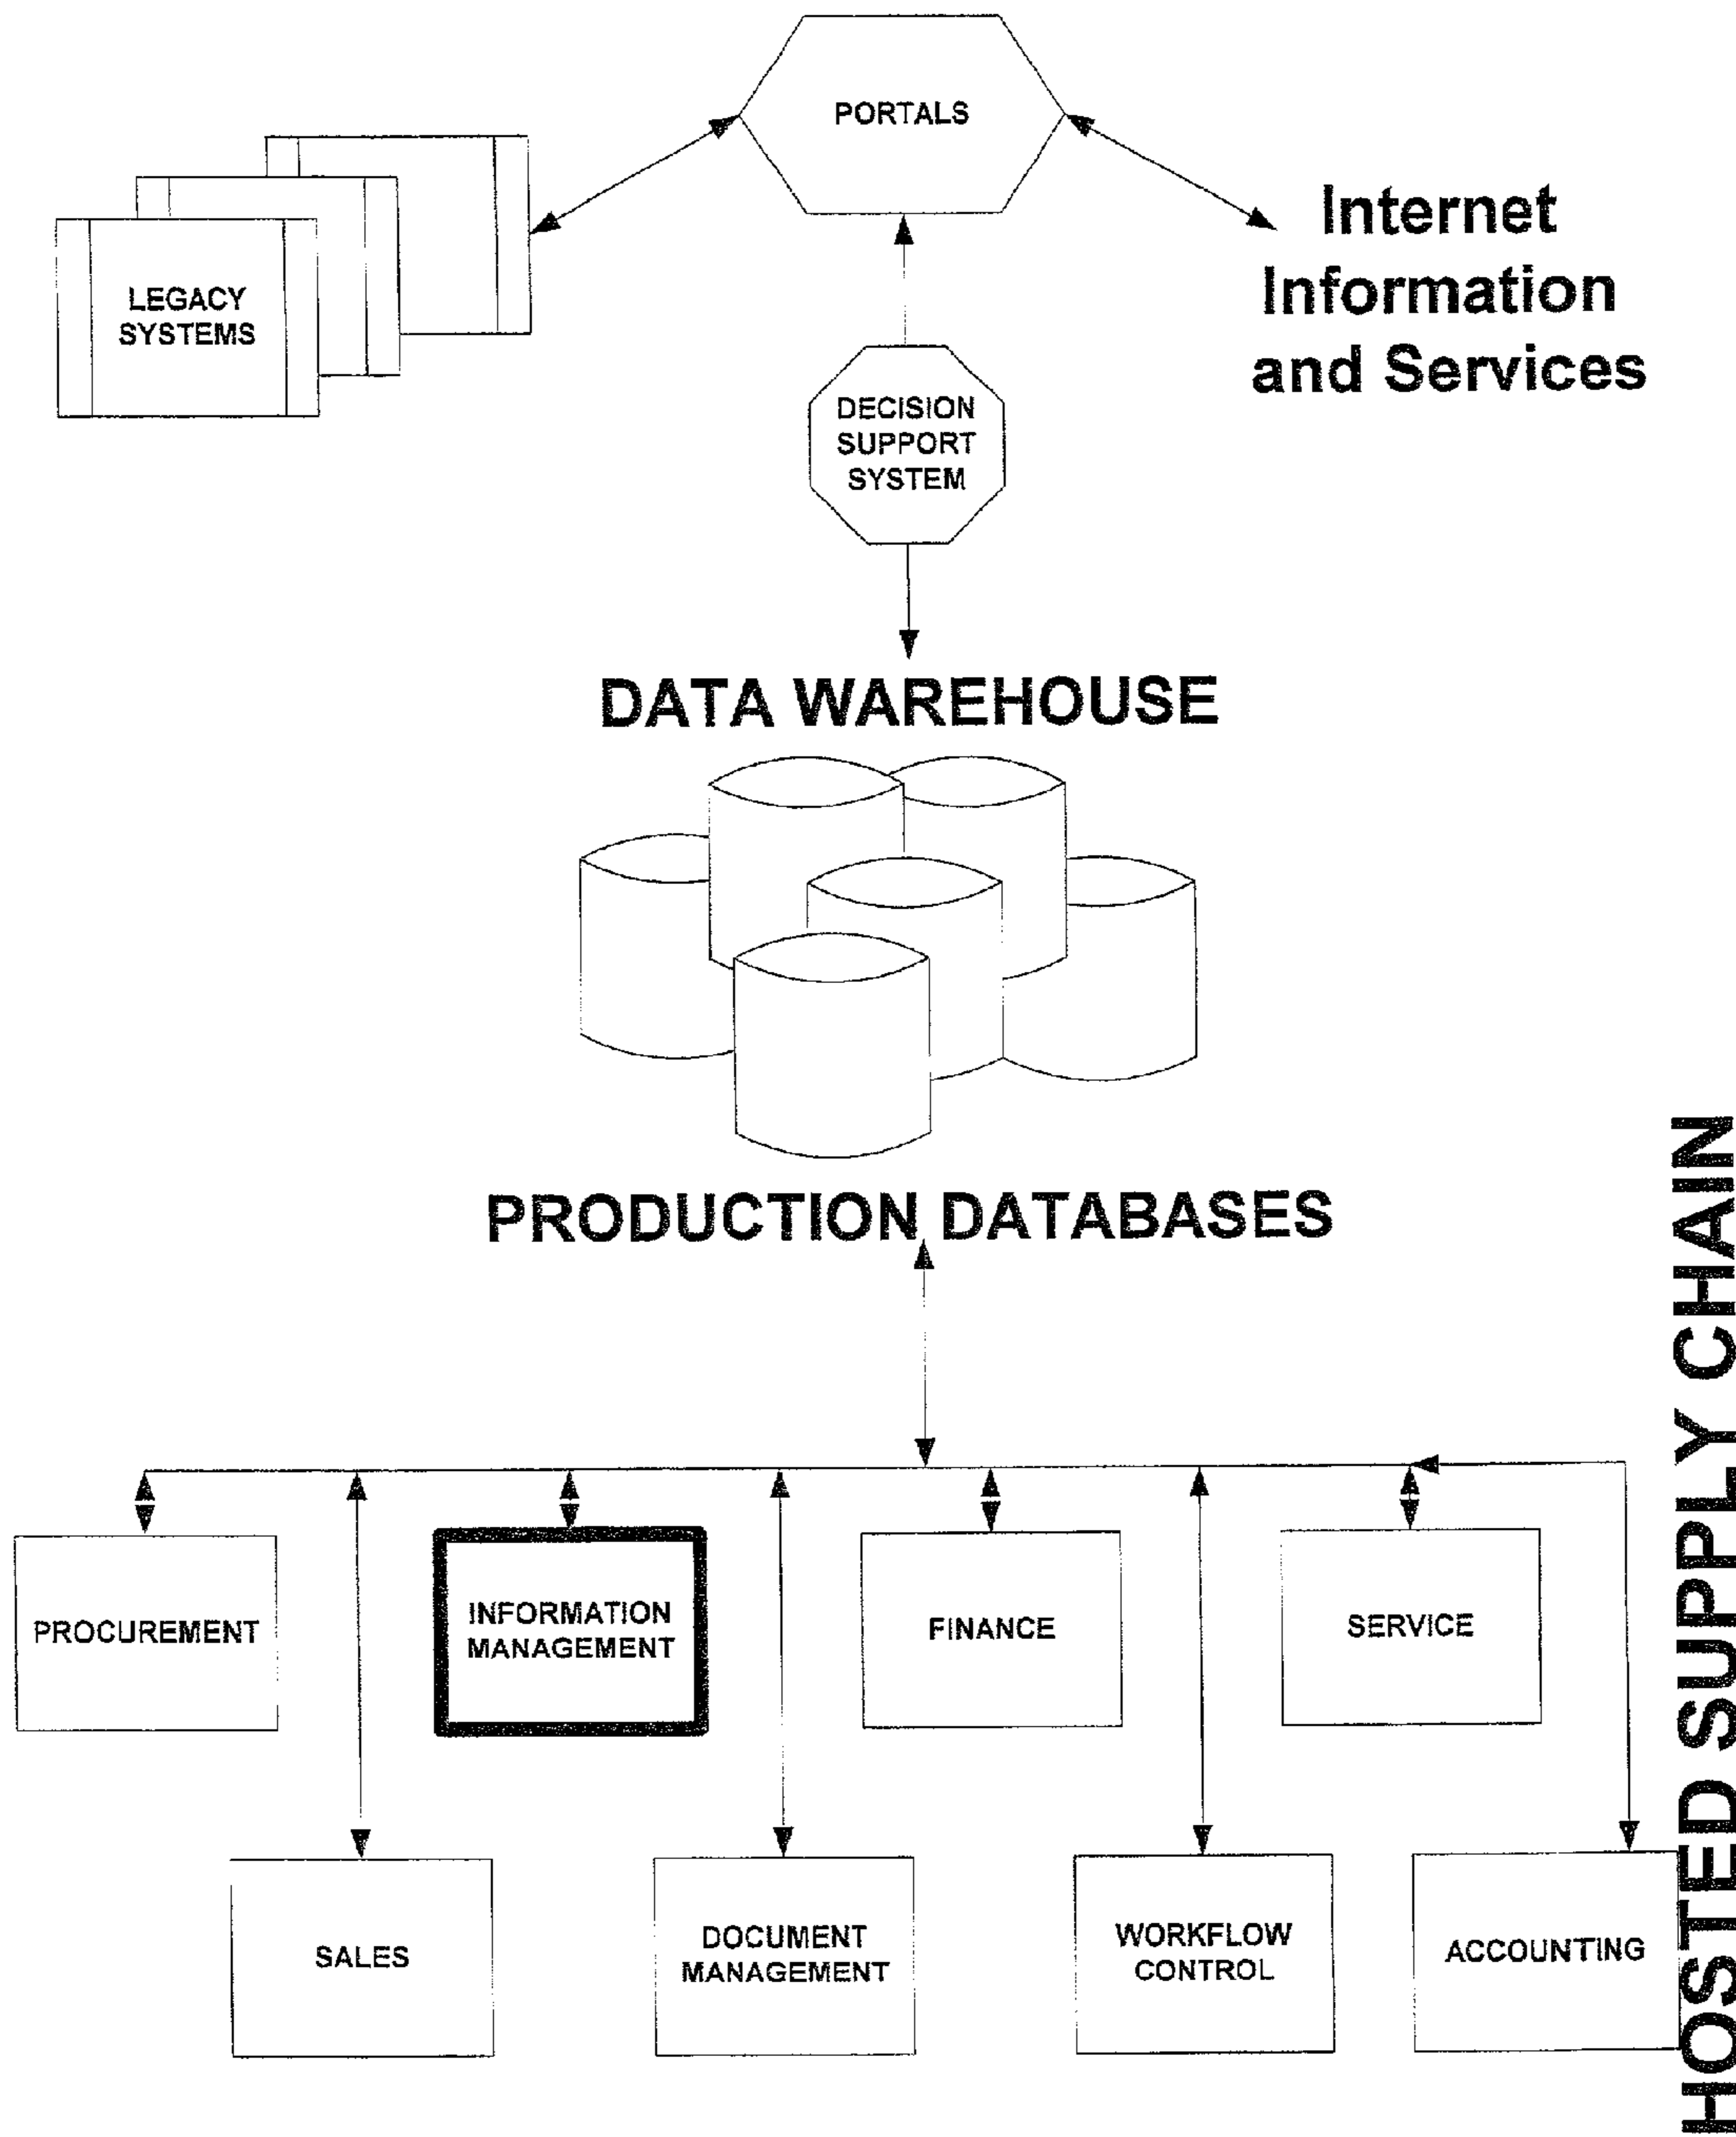 PORTALS
Internet
Information
and Services
LEGACY
SYSTEMS
DECISION
SUPPORT
SYSTEM
DATA WAREHOUSE
PRODUCTION DATABASES
HOSTED SUPPLY CHAIN
PROCUREMENT
INFORMATION
MANAGEMENT
FINANCE
SERVICE
SALES
DOCUMENT
MANAGEMENT
WORKFLOW
CONTROL
ACCOUNTING